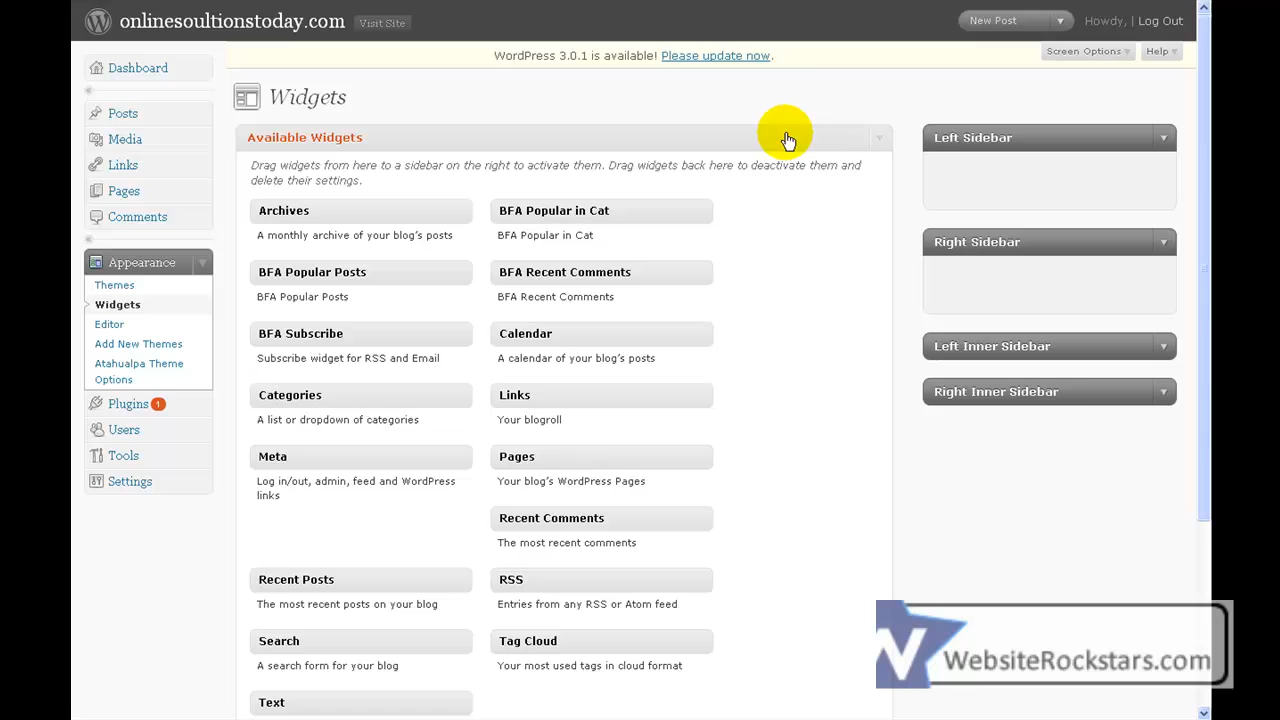 onlinesoultionstoday.com Visit Site New Post Howdy, | Log Out
WordPress 3.0.1 is available! Please update now.
Screen Options Help
Dashboard
Posts
Media
Links
Pages
Comments
Appearance
Themes
Widgets
Editor
Add New Themes
Atahualpa Theme
Options
Plugins 1
Users
Tools
Settings
Widgets
Available Widgets
Drag widgets from here to a sidebar on the right to activate them. Drag widgets back here to deactivate them and
delete their settings.
Archives
A monthly archive of your blog's posts
BFA Popular in Cat
BFA Popular in Cat
BFA Popular Posts
BFA Popular Posts
BFA Recent Comments
BFA Recent Comments
BFA Subscribe
Subscribe widget for RSS and Email
Calendar
A calendar of your blog's posts
Categories
A list or dropdown of categories
Links
Your blogroll
Meta
Log in/out, admin, feed and WordPress
links
Pages
Your blog's WordPress Pages
Recent Comments
The most recent comments
Recent Posts
The most recent posts on your blog
RSS
Entries from any RSS or Atom feed
Search
A search form for your blog
Tag Cloud
Your most used tags in cloud format
Text
Left Sidebar
Right Sidebar
Left Inner Sidebar
Right Inner Sidebar
W WebsiteRockstars.com